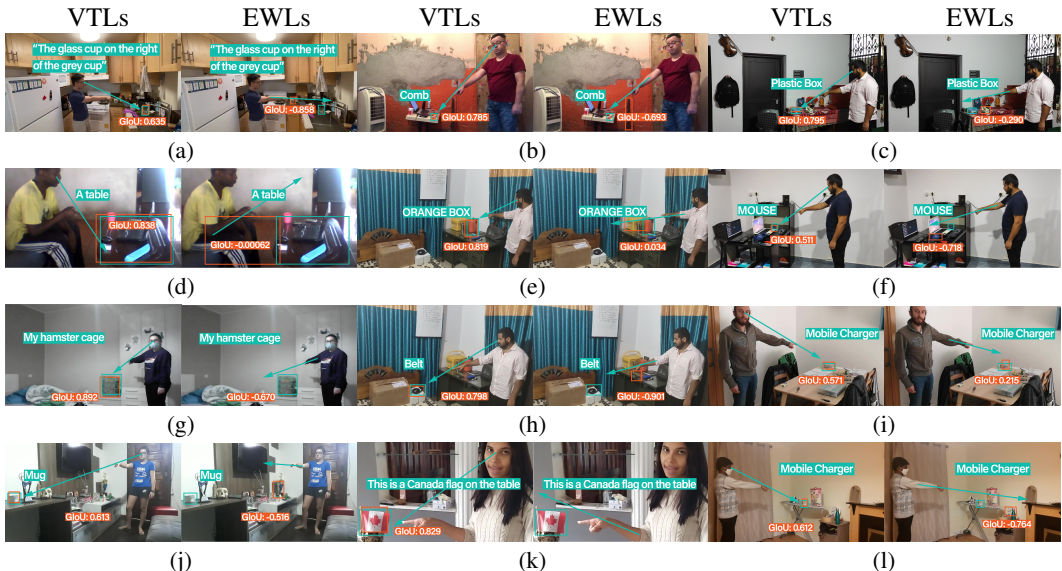 VTLs EWLs VTLs EWLs VTLs EWLs
"The glass cup on the right
of the grey cup"
GIoU: 0.635
"The glass cup on the right
of the grey cup"
GIoU: -0.858
Comb
GIoU: 0.785
Comb
GIoU: -0.693
Plastic Box
GIoU: 0.795
Plastic Box
GIoU: -0.290
(a) (b) (c)
A table
GIoU: 0.838
A table
GIoU: -0.00062
ORANGE BOX
GIoU: 0.819
ORANGE BOX
GIoU: 0.034
MOUSE
GIoU: 0.511
MOUSE
GIoU: -0.718
(d) (e) (f)
My hamster cage
GIoU: 0.892
My hamster cage
GIoU: -0.670
Belt
GIoU: 0.798
Belt
GIoU: -0.901
Mobile Charger
GIoU: 0.571
Mobile Charger
GIoU: 0.215
(g) (h) (i)
Mug
GIoU: 0.613
Mug
GIoU: -0.516
This is a Canada flag on the table
GIoU: 0.829
This is a Canada flag on the table
Mobile Charger
GIoU: 0.612
Mobile Charger
GIoU: -0.764
(j) (k) (l)